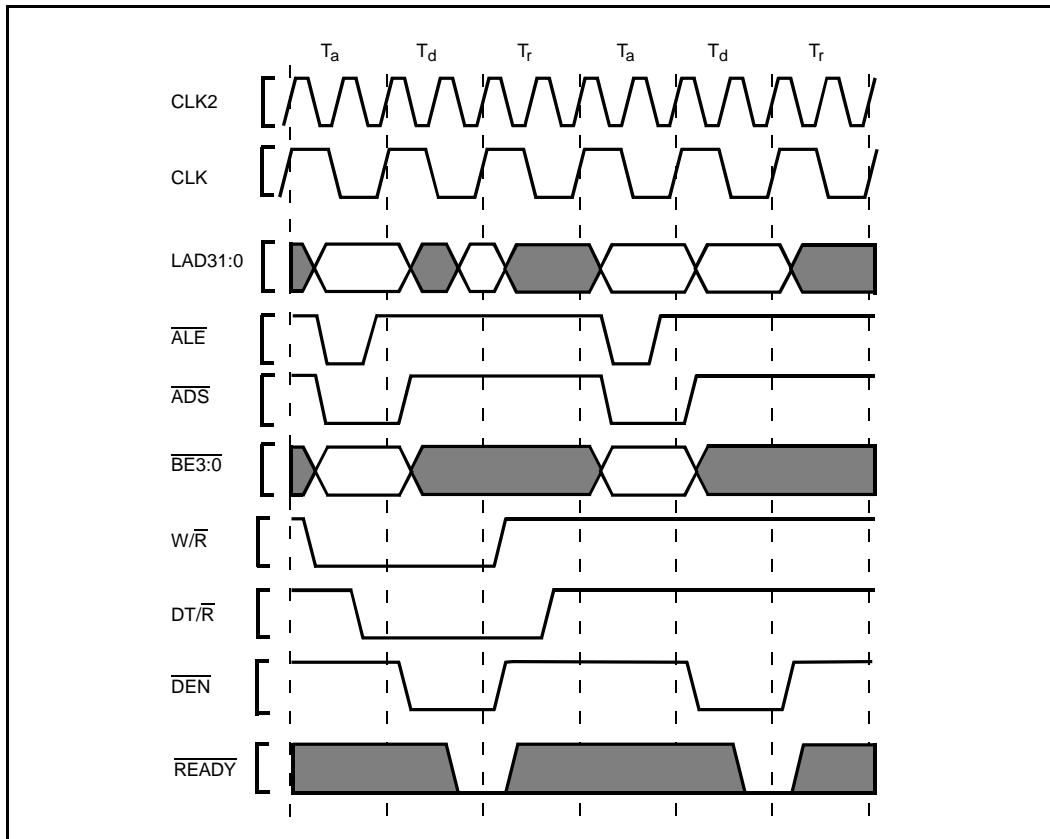 Ta Td Tr Ta Td Tr
CLK2
CLK
LAD31:0
ALE
ADS
BE3:0
W/R
DT/R
DEN
READY